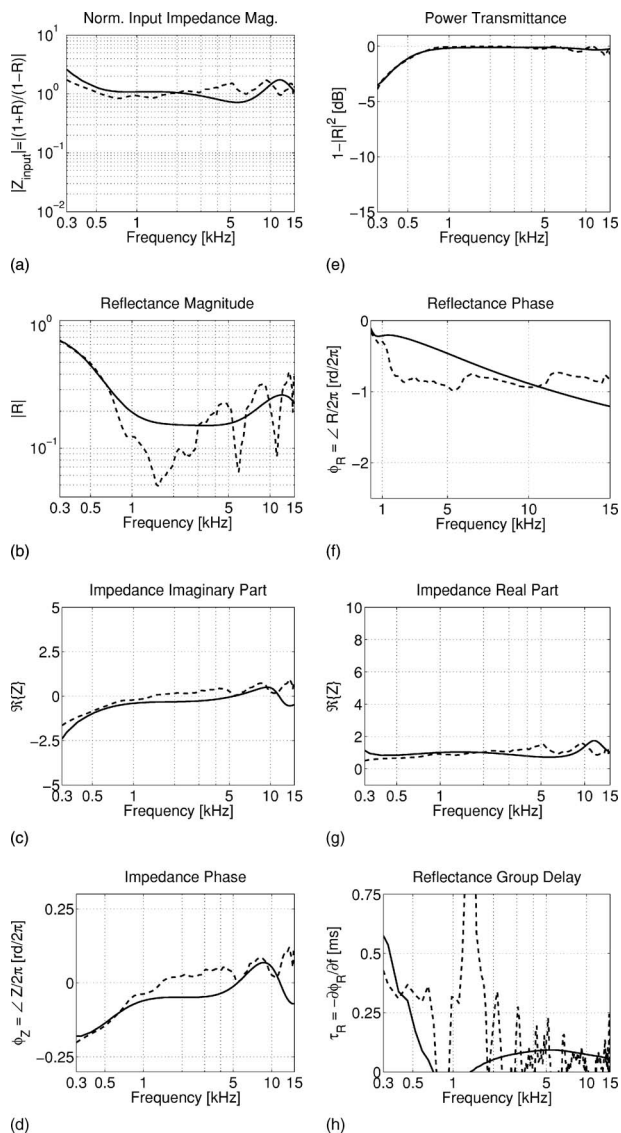 Norm. Input Impedance Mag.
|Z_input|=|(1+R)/(1−R)|
10^1
10^0
10^-1
10^-2
0.3 0.5 1 5 10 15
Frequency [kHz]
(a)
Power Transmittance
1−|R|^2 [dB]
0
−5
−10
−15
0.3 0.5 1 5 10 15
Frequency [kHz]
(e)
Reflectance Magnitude
|R|
10^0
10^-1
0.3 0.5 1 5 10 15
Frequency [kHz]
(b)
Reflectance Phase
ϕ_R = ∠ R/2π [rd/2π]
0
−1
−2
1 5 10 15
Frequency [kHz]
(f)
Impedance Imaginary Part
ℜ{Z}
5
2.5
0
−2.5
−5
0.3 0.5 1 5 10 15
Frequency [kHz]
(c)
Impedance Real Part
ℜ{Z}
10
8
6
4
2
0
0.3 0.5 1 5 10 15
Frequency [kHz]
(g)
Impedance Phase
ϕ_Z = ∠ Z/2π [rd/2π]
0.25
0
−0.25
0.3 0.5 1 5 10 15
Frequency [kHz]
(d)
Reflectance Group Delay
τ_R = −∂ϕ_R/∂f [ms]
0.75
0.5
0.25
0
0.3 0.5 1 5 10 15
Frequency [kHz]
(h)